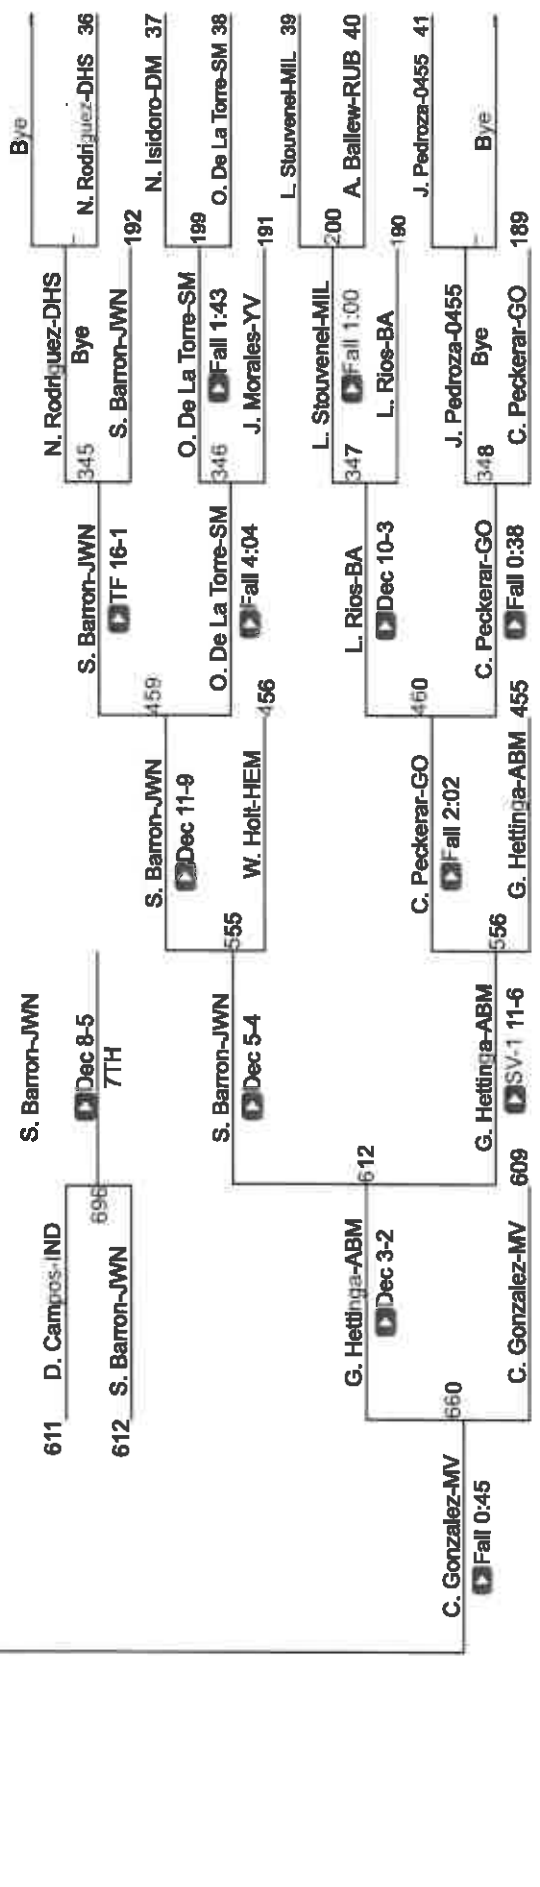 Bye
N. Rodriguez-DHS 36
N. Isidoro-DM 37
O. De La Torre-SM 38
L. Stouvenel-MIL 39
A. Ballew-RUB 40
J. Pedroza-0455 41
Bye
N. Rodriguez-DHS
Bye
S. Barron-JWN 192
O. De La Torre-SM 199
Fall 1:43
J. Morales-YV 191
L. Stouvenel-MIL 200
Fall 1:00
L. Rios-BA 190
J. Pedroza-0455
Bye
C. Peckerar-GO 189
S. Barron-JWN 345
TF 16-1
O. De La Torre-SM 346
Fall 4:04
L. Rios-BA 347
Dec 10-3
C. Peckerar-GO 348
Fall 0:38
S. Barron-JWN 459
Dec 11-9
W. Holt-HEM 456
C. Peckerar-GO 460
Fall 2:02
G. Hettinga-ABM 455
S. Barron-JWN
Dec 8-5
7TH
S. Barron-JWN 555
Dec 5-4
G. Hettinga-ABM 556
SV-1 11-6
611 D. Campos-IND
696
612 S. Barron-JWN
G. Hettinga-ABM 612
Dec 3-2
C. Gonzalez-MV 609
C. Gonzalez-MV 660
Fall 0:45